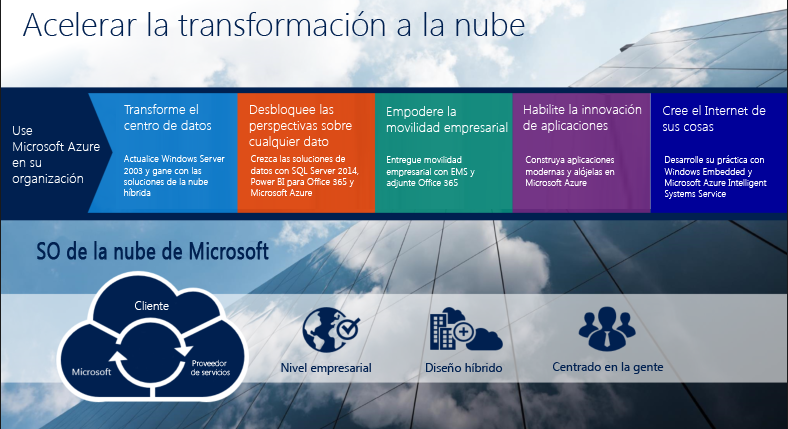 Acelerar la transformación a la nube
Use
Microsoft Azure
en su
organización
Transforme el
centro de datos
Actualice Windows Server
2003 y gane con las
soluciones de la nube
híbrida
Desbloquee las
perspectivas sobre
cualquier dato
Crezca las soluciones de
datos con SQL Server 2014,
Power BI para Office 365 y
Microsoft Azure
Empodere la
movilidad empresarial
Entregue movilidad
empresarial con EMS y
adjunte Office 365
Habilite la innovación
de aplicaciones
Construya aplicaciones
modernas y alójelas en
Microsoft Azure
Cree el Internet de
sus cosas
Desarrolle su práctica con
Windows Embedded y
Microsoft Azure Intelligent
Systems Service
SO de la nube de Microsoft
Cliente
Microsoft
Proveedor
de servicios
Nivel empresarial
Diseño híbrido
Centrado en la gente